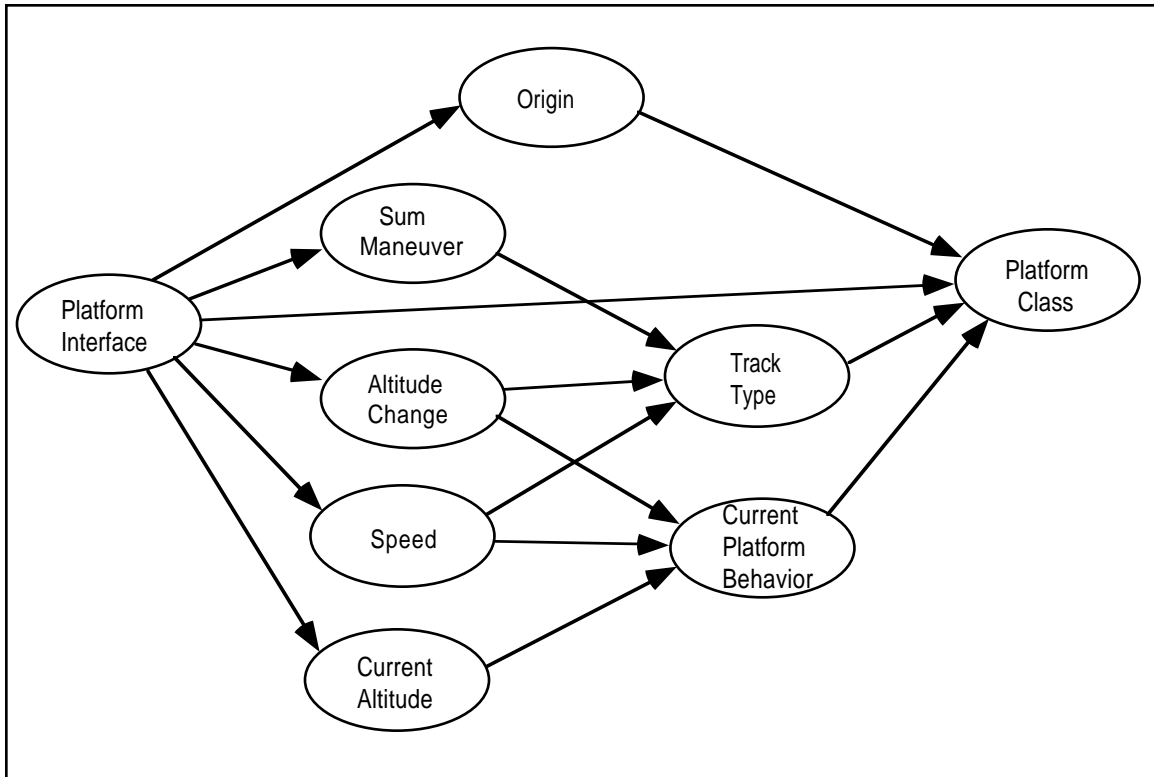 Origin
Sum
Maneuver
Platform
Class
Platform
Interface
Track
Type
Altitude
Change
Current
Platform
Behavior
Speed
Current
Altitude